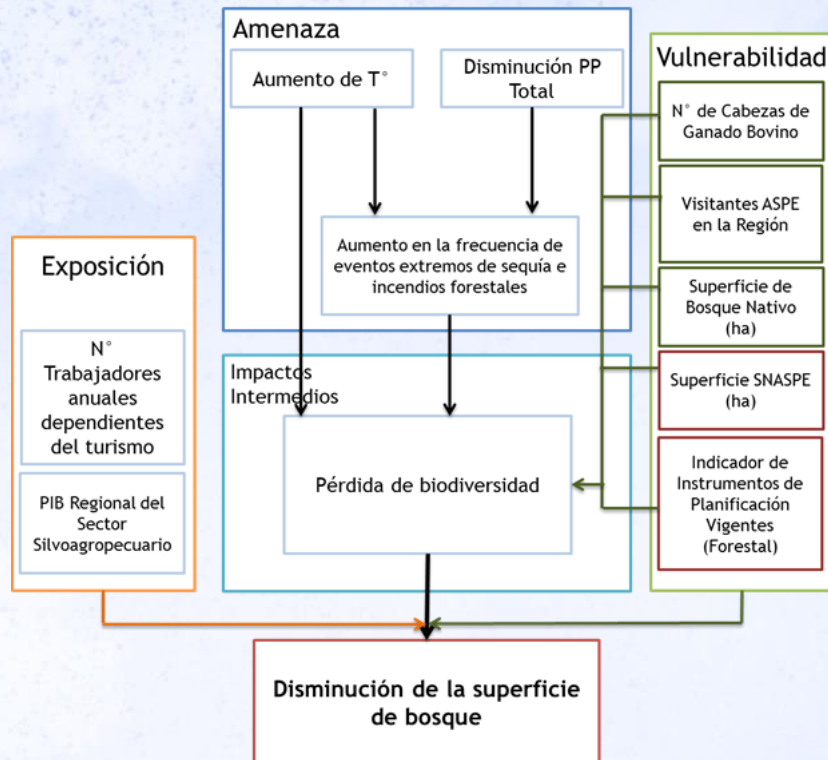 Amenaza
Aumento de T°
Disminución PP
Total
Aumento en la frecuencia de
eventos extremos de sequía e
incendios forestales
Vulnerabilidad
N° de Cabezas de
Ganado Bovino
Visitantes ASPE
en la Región
Superficie de
Bosque Nativo
(ha)
Superficie SNASPE
(ha)
Indicador de
Instrumentos de
Planificación
Vigentes
(Forestal)
Exposición
N°
Trabajadores
anuales
dependientes
del turismo
PIB Regional del
Sector
Silvoagropecuario
Impactos
Intermedios
Pérdida de biodiversidad
Disminución de la superficie
de bosque